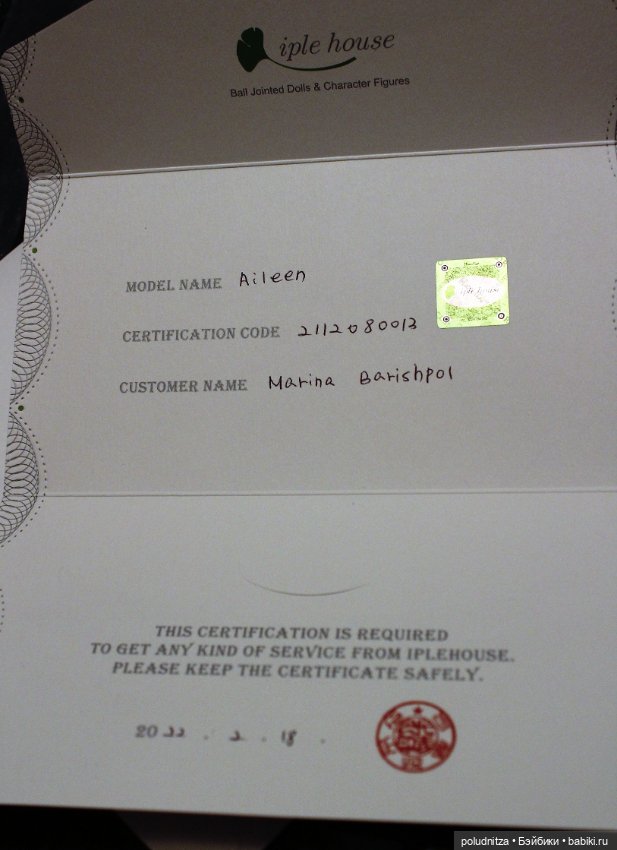 iple house
Ball Jointed Dolls & Character Figures
MODEL NAME Aileen
iple house
CERTIFICATION CODE 2112080013
CUSTOMER NAME Marina Barishpol
THIS CERTIFICATION IS REQUIRED
TO GET ANY KIND OF SERVICE FROM IPLEHOUSE.
PLEASE KEEP THE CERTIFICATE SAFELY.
2022 . 2 . 18 .
poludnitza • Бэйбики • babiki.ru